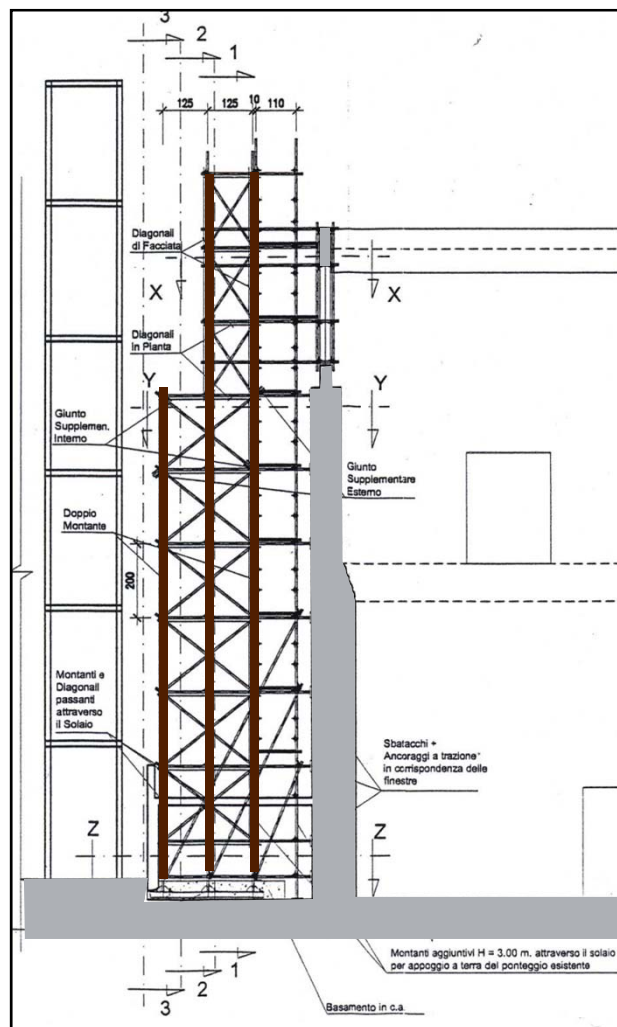 3
2
1
125
125
10
110
Diagonali
di Facciata
X
X
Diagonali
in Pianta
Y
Y
Giunto
Supplemen.
Interno
Giunto
Supplementare
Esterno
Doppio
Montante
200
Montanti e
Diagonali
passanti
attraverso
il Solaio
Sbatacchi +
Ancoraggi a trazione
in corrispondenza delle
finestre
Z
Z
Montanti aggiuntivi H = 3.00 m. attraverso il solaio
per appoggio a terra del ponteggio esistente
1
2
3
Basamento in c.a.